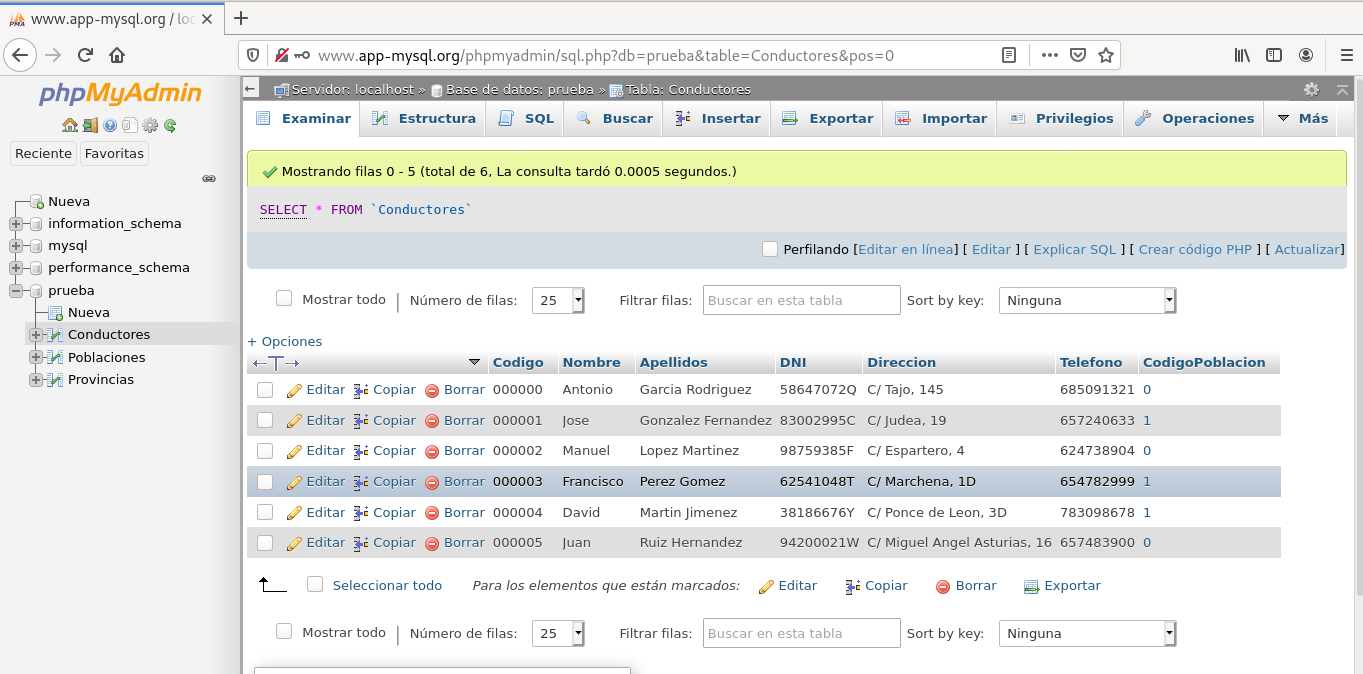 www.app-mysql.org / loc
www.app-mysql.org/phpmyadmin/sql.php?db=prueba&table=Conductores&pos=0
phpMyAdmin
Reciente Favoritas
Nueva
information_schema
mysql
performance_schema
prueba
Nueva
Conductores
Poblaciones
Provincias
Servidor: localhost » Base de datos: prueba » Tabla: Conductores
Examinar Estructura SQL Buscar Insertar Exportar Importar Privilegios Operaciones Más
Mostrando filas 0 - 5 (total de 6, La consulta tardó 0.0005 segundos.)
SELECT * FROM `Conductores`
Perfilando [Editar en línea] [ Editar ] [ Explicar SQL ] [ Crear código PHP ] [ Actualizar]
Mostrar todo | Número de filas: 25 Filtrar filas: Buscar en esta tabla Sort by key: Ninguna
+ Opciones
←T→ Codigo Nombre Apellidos DNI Direccion Telefono CodigoPoblacion
Editar Copiar Borrar 000000 Antonio Garcia Rodriguez 58647072Q C/ Tajo, 145 685091321 0
Editar Copiar Borrar 000001 Jose Gonzalez Fernandez 83002995C C/ Judea, 19 657240633 1
Editar Copiar Borrar 000002 Manuel Lopez Martinez 98759385F C/ Espartero, 4 624738904 0
Editar Copiar Borrar 000003 Francisco Perez Gomez 62541048T C/ Marchena, 1D 654782999 1
Editar Copiar Borrar 000004 David Martin Jimenez 38186676Y C/ Ponce de Leon, 3D 783098678 1
Editar Copiar Borrar 000005 Juan Ruiz Hernandez 94200021W C/ Miguel Angel Asturias, 16 657483900 0
Seleccionar todo Para los elementos que están marcados: Editar Copiar Borrar Exportar
Mostrar todo | Número de filas: 25 Filtrar filas: Buscar en esta tabla Sort by key: Ninguna